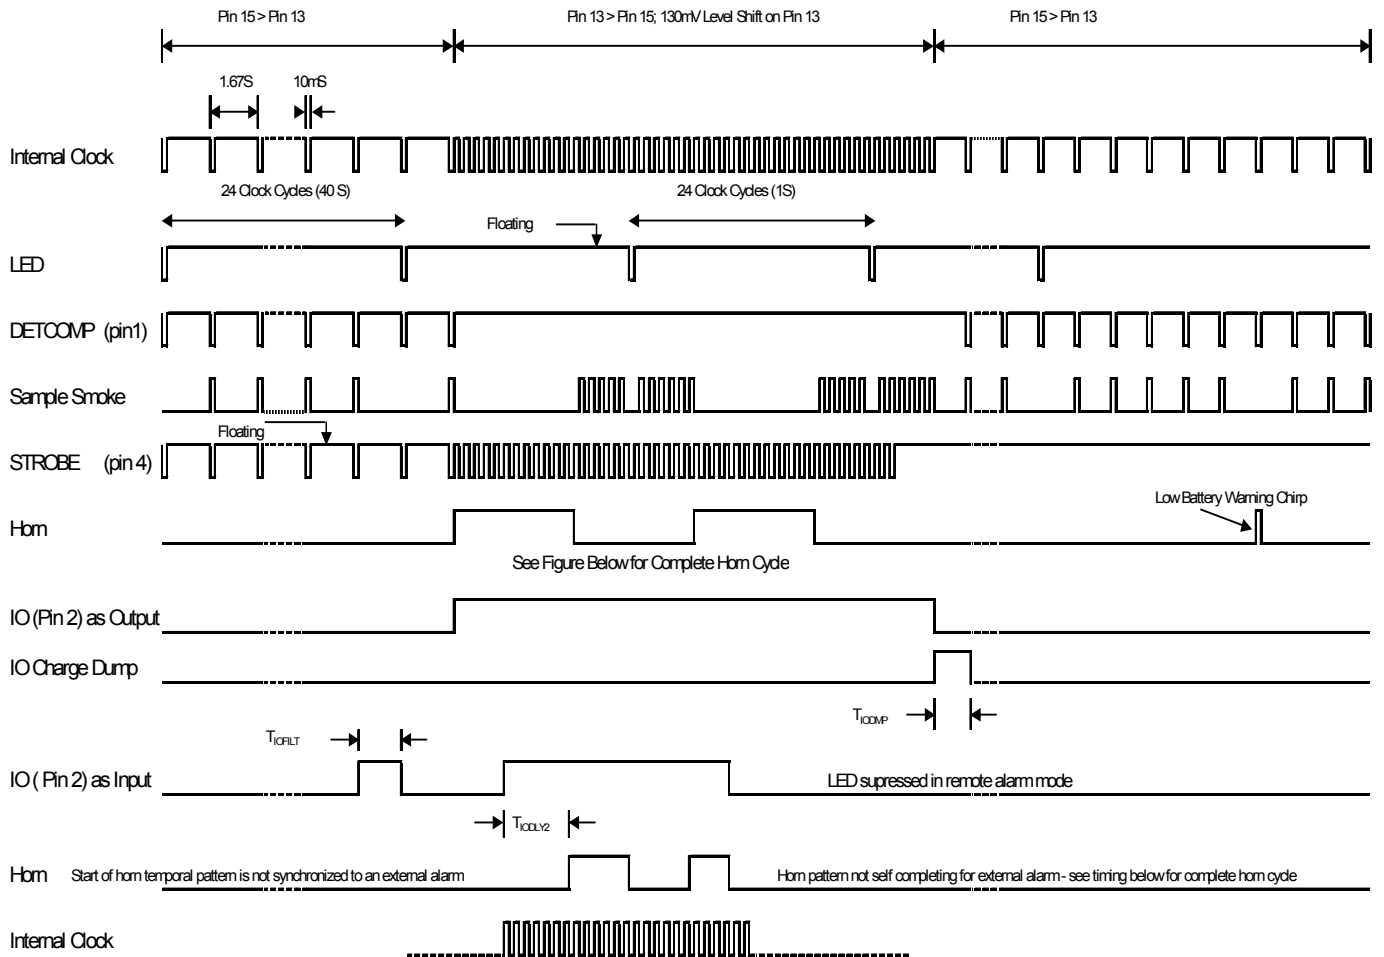 Pin 15 > Pin 13
Pin 13 > Pin 15; 130mV Level Shift on Pin 13
Pin 15 > Pin 13
1.67S
10mS
Internal Clock
24 Clock Cycles (40 S)
24 Clock Cycles (1S)
Floating
LED
DETCOMP (pin1)
Sample Smoke
Floating
STROBE (pin 4)
Low Battery Warning Chirp
Horn
See Figure Below for Complete Horn Cycle
IO (Pin 2) as Output
IO Charge Dump
TIODMP
TIOFILT
IO ( Pin 2) as Input
LED supressed in remote alarm mode
TIODLY2
Horn
Start of horn temporal pattern is not synchronized to an external alarm
Horn pattern not self completing for external alarm - see timing below for complete horn cycle
Internal Clock